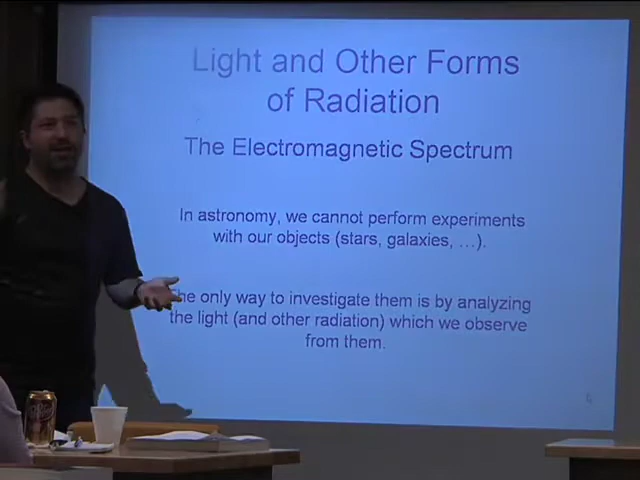 Light and Other Forms
of Radiation
The Electromagnetic Spectrum
In astronomy, we cannot perform experiments
with our objects (stars, galaxies, …).
The only way to investigate them is by analyzing
the light (and other radiation) which we observe
from them.